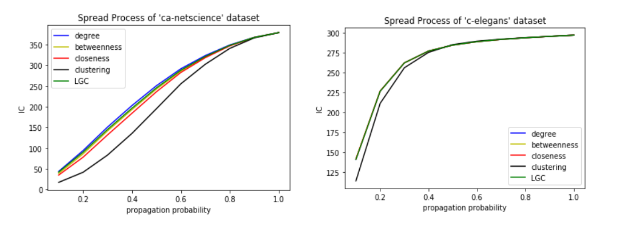 Spread Process of 'ca-netscience' dataset
350
300
250
200
150
100
50
0
IC
degree
betweenness
closeness
clustering
LGC
0.2
0.4
0.6
0.8
1.0
propagation probability
Spread Process of 'c-elegans' dataset
300
275
250
225
200
175
150
125
IC
degree
betweenness
closeness
clustering
LGC
0.2
0.4
0.6
0.8
1.0
propagation probability